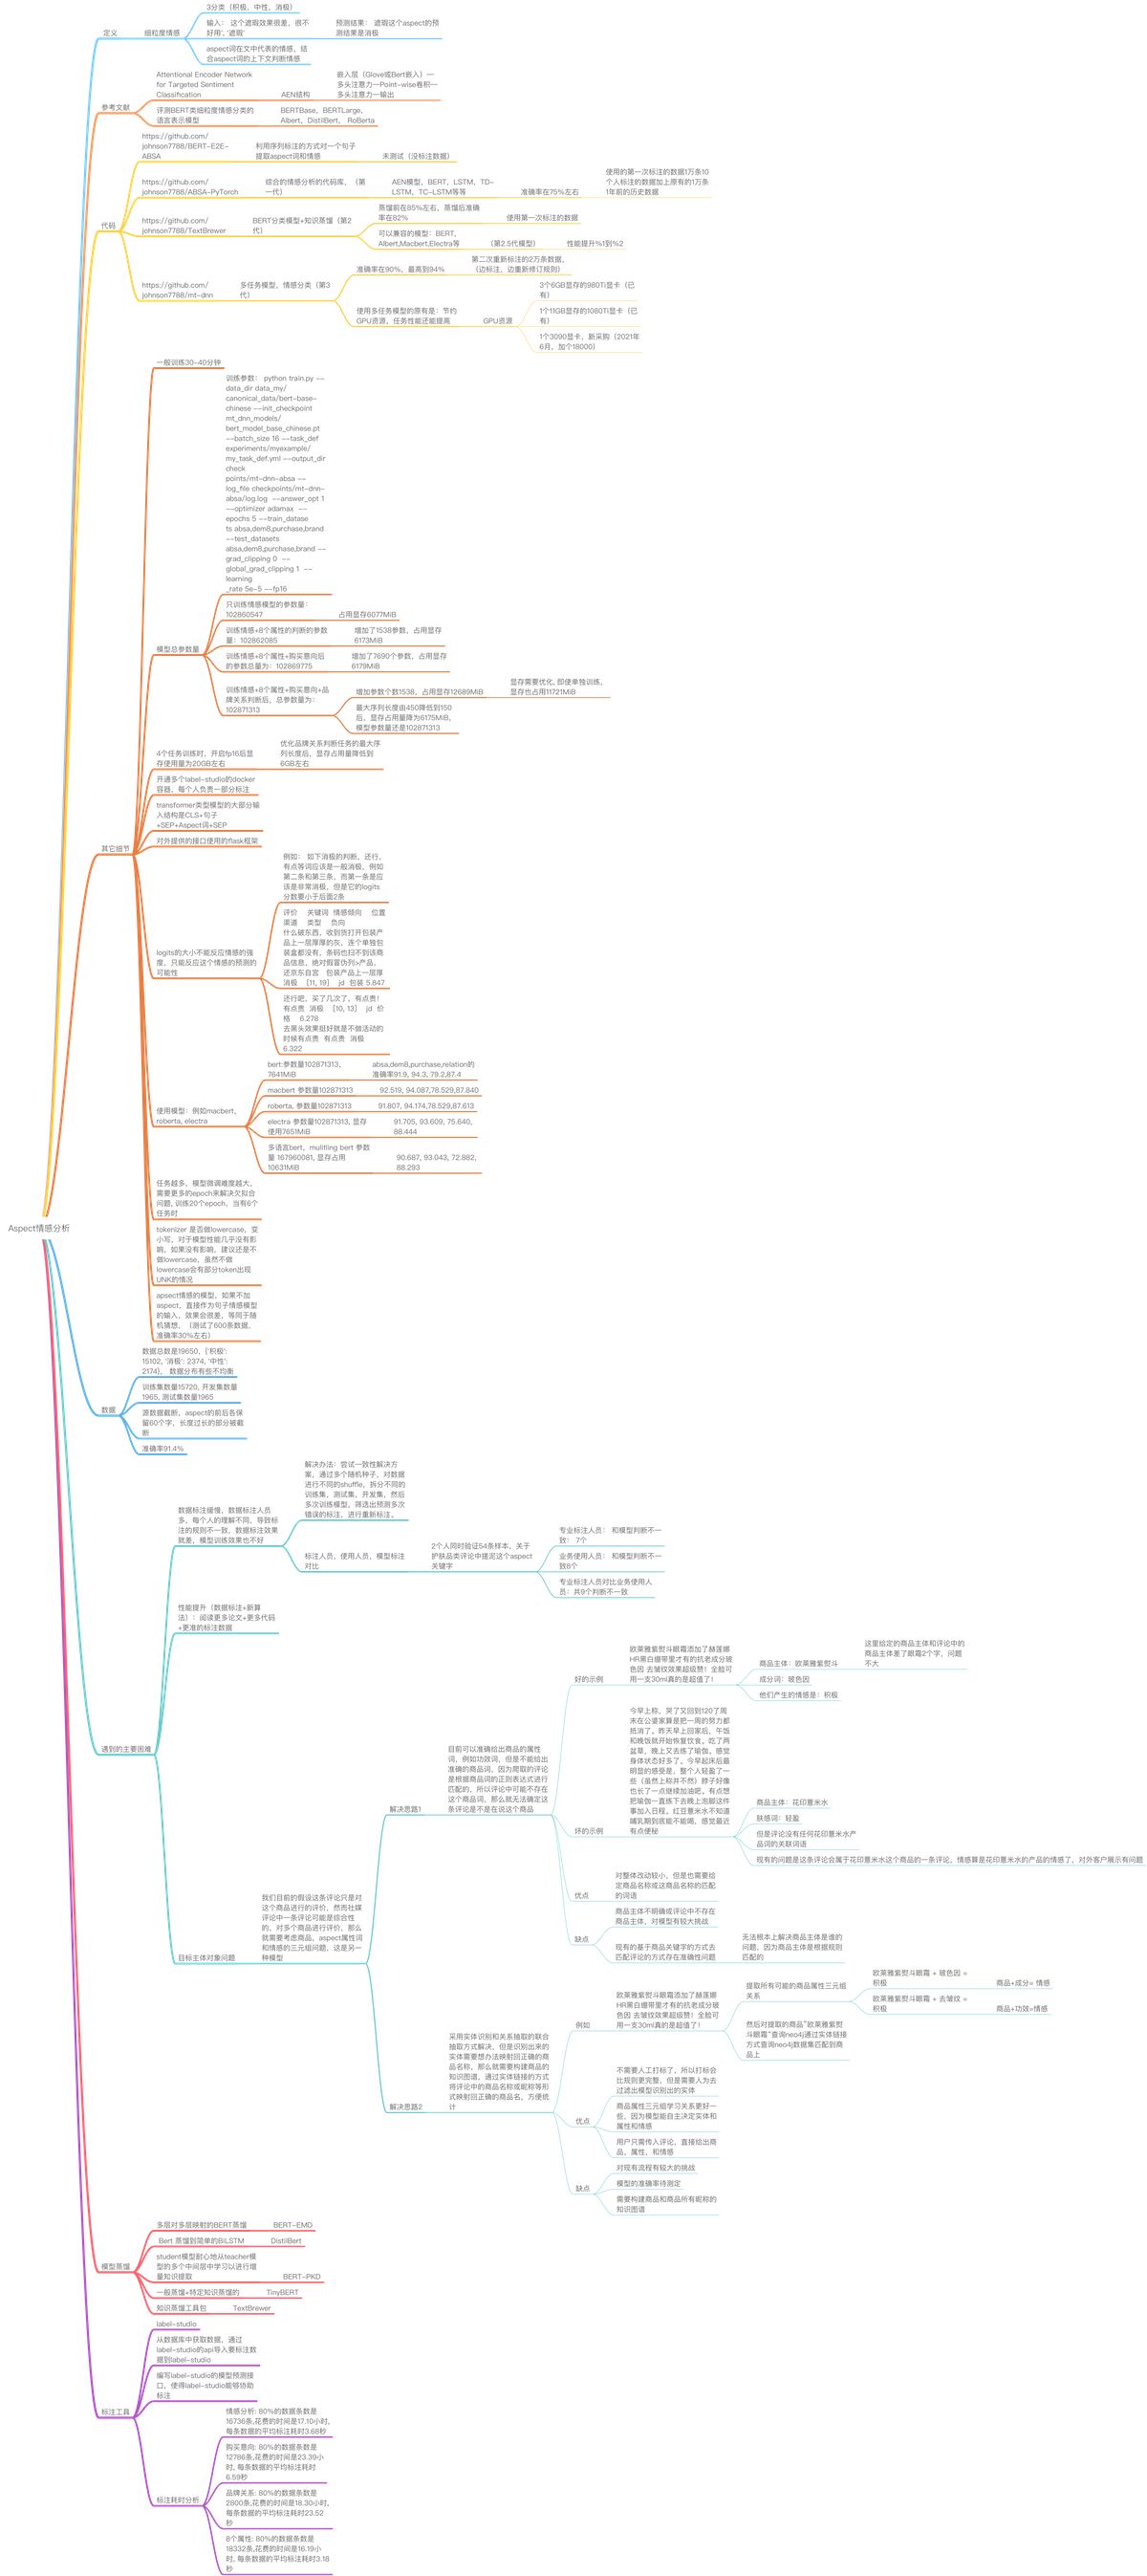 定义
细粒度情感
3分类（积极，中性，消极）
输入： 这个遮瑕效果很差，很不
好用', '遮瑕'
预测结果： 遮瑕这个aspect的预
测结果是消极
aspect词在文中代表的情感，结
合aspect词的上下文判断情感
参考文献
Attentional Encoder Network
for Targeted Sentiment
Classification
AEN结构
嵌入层（Glove或Bert嵌入）—
多头注意力—Point-wise卷积—
多头注意力—输出
评测BERT类细粒度情感分类的
语言表示模型
BERTBase，BERTLarge，
Albert，DistilBert， RoBerta
代码
https://github.com/
johnson7788/BERT-E2E-
ABSA
利用序列标注的方式对一个句子
提取aspect词和情感
未测试（没标注数据）
https://github.com/
johnson7788/ABSA-PyTorch
综合的情感分析的代码库，（第
一代）
AEN模型，BERT，LSTM，TD-
LSTM，TC-LSTM等等
准确率在75%左右
使用的第一次标注的数据1万条10
个人标注的数据加上原有的1万条
1年前的历史数据
https://github.com/
johnson7788/TextBrewer
BERT分类模型+知识蒸馏（第2
代）
蒸馏前在85%左右，蒸馏后准确
率在82%
使用第一次标注的数据
可以兼容的模型：BERT,
Albert,Macbert,Electra等
（第2.5代模型）
性能提升%1到%2
https://github.com/
johnson7788/mt-dnn
多任务模型，情感分类（第3
代）
准确率在90%，最高到94%
第二次重新标注的2万条数据，
（边标注，边重新修订规则）
使用多任务模型的原有是：节约
GPU资源，任务性能还能提高
GPU资源
3个6GB显存的980Ti显卡（已
有）
1个11GB显存的1080Ti显卡（已
有）
1个3090显卡，新采购（2021年
6月，加个18000）
其它细节
一般训练30-40分钟
模型总参数量
训练参数： python train.py --
data_dir data_my/
canonical_data/bert-base-
chinese --init_checkpoint
mt_dnn_models/
bert_model_base_chinese.pt
--batch_size 16 --task_def
experiments/myexample/
my_task_def.yml --output_dir
check
points/mt-dnn-absa --
log_file checkpoints/mt-dnn-
absa/log.log  --answer_opt 1
--optimizer adamax  --
epochs 5 --train_datase
ts absa,dem8,purchase,brand
--test_datasets
absa,dem8,purchase,brand --
grad_clipping 0  --
global_grad_clipping 1  --
learning
_rate 5e-5 --fp16
只训练情感模型的参数量：
102860547
占用显存6077MiB
训练情感+8个属性的判断的参数
量：102862085
增加了1538参数，占用显存
6173MiB
训练情感+8个属性+购买意向后
的参数总量为：102869775
增加了7690个参数，占用显存
6179MiB
训练情感+8个属性+购买意向+品
牌关系判断后，总参数量为：
102871313
增加参数个数1538，占用显存12689MiB
显存需要优化, 即使单独训练，
显存也占用11721MiB
最大序列长度由450降低到150
后，显存占用量降为6175MiB,
模型参数量还是102871313
4个任务训练时，开启fp16后显
存使用量为20GB左右
优化品牌关系判断任务的最大序
列长度后，显存占用量降低到
6GB左右
开通多个label-studio的docker
容器，每个人负责一部分标注
transformer类型模型的大部分输
入结构是CLS+句子
+SEP+Aspect词+SEP
对外提供的接口使用的flask框架
logits的大小不能反应情感的强
度，只能反应这个情感的预测的
可能性
例如： 如下消极的判断，还行，
有点等词应该是一般消极，例如
第二条和第三条，而第一条是应
该是非常消极，但是它的logits
分数要小于后面2条
评价 关键词 情感倾向 位置
渠道 类型 负向
什么破东西，收到货打开包装产
品上一层厚厚的灰，连个单独包
装盒都没有，条码也扫不到该商
品信息，绝对假冒伪列>产品，
还京东自营 包装产品上一层厚
消极 [11, 19] jd 包装 5.847
还行吧，买了几次了，有点贵！
有点贵 消极 [10, 13] jd 价
格 6.278
去黑头效果挺好就是不做活动的
时候有点贵 有点贵 消极
6.322
使用模型：例如macbert,
roberta, electra
bert:参数量102871313,
7641MiB
absa,dem8,purchase,relation的
准确率91.9, 94.3, 79.2,87.4
macbert 参数量102871313
92.519, 94.087,78.529,87.840
roberta, 参数量102871313
91.807, 94.174,78.529,87.613
electra 参数量102871313, 显存
使用7651MiB
91.705, 93.609, 75.640,
88.444
多语言bert，mulitling bert 参数
量 167960081, 显存占用
10631MiB
90.687, 93.043, 72.882,
88.293
任务越多，模型微调难度越大，
需要更多的epoch来解决欠拟合
问题, 训练20个epoch，当有6个
任务时
tokenizer 是否做lowercase，变
小写，对于模型性能几乎没有影
响，如果没有影响，建议还是不
做lowercase，虽然不做
lowercase会有部分token出现
UNK的情况
apsect情感的模型，如果不加
aspect，直接作为句子情感模型
的输入，效果会很差，等同于随
机猜想，（测试了600条数据，
准确率30%左右）
Aspect情感分析
数据
数据总数是19650，{'积极':
15102, '消极': 2374, '中性':
2174}， 数据分布有些不均衡
训练集数量15720, 开发集数量
1965, 测试集数量1965
源数据截断，aspect的前后各保
留60个字，长度过长的部分被截
断
准确率91.4%
遇到的主要困难
数据标注缓慢，数据标注人员
多，每个人的理解不同，导致标
注的规则不一致，数据标注效果
就差，模型训练效果也不好
解决办法：尝试一致性解决方
案，通过多个随机种子，对数据
进行不同的shuffle，拆分不同的
训练集，测试集，开发集，然后
多次训练模型，筛选出预测多次
错误的标注，进行重新标注。
标注人员，使用人员，模型标注
对比
2个人同时验证54条样本，关于
护肤品类评论中搓泥这个aspect
关键字
专业标注人员： 和模型判断不一
致： 7个
业务使用人员： 和模型判断不一
致8个
专业标注人员对比业务使用人
员：共9个判断不一致
性能提升（数据标注+新算
法）：阅读更多论文+更多代码
+更准的标注数据
目标主体对象问题
我们目前的假设这条评论只是对
这个商品进行的评价，然而社媒
评论中一条评论可能是综合性
的，对多个商品进行评价，那么
就需要考虑商品，aspect属性词
和情感的三元组问题，这是另一
种模型
解决思路1
目前可以准确给出商品的属性
词，例如功效词，但是不能给出
准确的商品词，因为爬取的评论
是根据商品词的正则表达式进行
匹配的，所以评论中可能不存在
这个商品词，那么就无法确定这
条评论是不是在说这个商品
好的示例
欧莱雅紫熨斗眼霜添加了赫莲娜
HR黑白绷带里才有的抗老成分玻
色因 去皱纹效果超级赞！全脸可
用一支30ml真的是超值了！
商品主体：欧莱雅紫熨斗
这里给定的商品主体和评论中的
商品主体差了眼霜2个字，问题
不大
成分词：玻色因
他们产生的情感是：积极
坏的示例
今早上称，哭了又回到120了周
末在公婆家算是把一周的努力都
抵消了。昨天早上回家后，午饭
和晚饭就开始恢复饮食。吃了两
盆草，晚上又去练了瑜伽。感觉
身体状态好多了。今早起床后最
明显的感受是，整个人轻盈了一
些（虽然上称并不然）脖子好像
也长了一点继续加油吧。有点想
把瑜伽一直练下去晚上泡脚这件
事加入日程。红豆薏米水不知道
哺乳期到底能不能喝，感觉最近
有点便秘
商品主体：花印薏米水
肤感词：轻盈
但是评论没有任何花印薏米水产
品词的关联词语
现有的问题是这条评论会属于花印薏米水这个商品的一条评论，情感算是花印薏米水的产品的情感了，对外客户展示有问题
优点
对整体改动较小，但是也需要给
定商品名称或这商品名称的匹配
的词语
缺点
商品主体不明确或评论中不存在
商品主体，对模型有较大挑战
现有的基于商品关键字的方式去
匹配评论的方式存在准确性问题
无法根本上解决商品主体是谁的
问题，因为商品主体是根据规则
匹配的
解决思路2
采用实体识别和关系抽取的联合
抽取方式解决，但是识别出来的
实体需要想办法映射回正确的商
品名称，那么就需要构建商品的
知识图谱，通过实体链接的方式
将评论中的商品名称或昵称等形
式映射回正确的商品名，方便统
计
例如
欧莱雅紫熨斗眼霜添加了赫莲娜
HR黑白绷带里才有的抗老成分玻
色因 去皱纹效果超级赞！全脸可
用一支30ml真的是超值了！
提取所有可能的商品属性三元组
关系
欧莱雅紫熨斗眼霜 + 玻色因 =
积极
商品+成分= 情感
欧莱雅紫熨斗眼霜 + 去皱纹 =
积极
商品+功效=情感
然后对提取的商品"欧莱雅紫熨
斗眼霜"查询neo4j通过实体链接
方式查询neo4j数据集匹配到商
品上
优点
不需要人工打标了，所以打标会
比规则更完整，但是需要人为去
过滤出模型识别出的实体
商品属性三元组学习关系更好一
些，因为模型能自主决定实体和
属性和情感
用户只需传入评论，直接给出商
品，属性，和情感
缺点
对现有流程有较大的挑战
模型的准确率待测定
需要构建商品和商品所有昵称的
知识图谱
模型蒸馏
多层对多层映射的BERT蒸馏
BERT-EMD
Bert 蒸馏到简单的BiLSTM
DistilBert
student模型耐心地从teacher模
型的多个中间层中学习以进行增
量知识提取
BERT-PKD
一般蒸馏+特定知识蒸馏的
TinyBERT
知识蒸馏工具包
TextBrewer
标注工具
label-studio
从数据库中获取数据，通过
label-studio的api导入要标注数
据到label-studio
编写label-studio的模型预测接
口，使得label-studio能够协助
标注
标注耗时分析
情感分析: 80%的数据条数是
16736条,花费的时间是17.10小时,
每条数据的平均标注耗时3.68秒
购买意向: 80%的数据条数是
12786条,花费的时间是23.39小
时, 每条数据的平均标注耗时
6.59秒
品牌关系: 80%的数据条数是
2800条,花费的时间是18.30小时,
每条数据的平均标注耗时23.52
秒
8个属性: 80%的数据条数是
18332条,花费的时间是16.19小
时, 每条数据的平均标注耗时3.18
秒